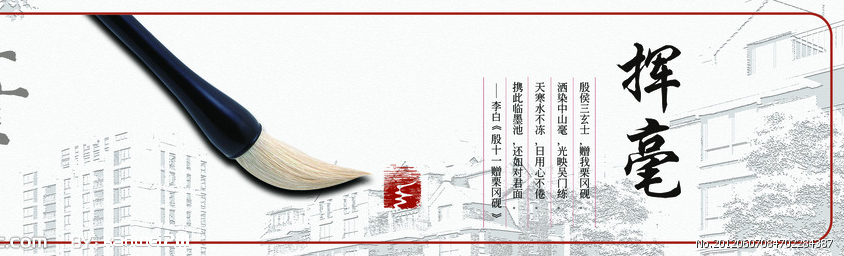 挥毫
殷侯三玄士，赠我栗冈砚．
洒染中山毫，光映吴门练．
天寒水不冻，日用心不倦．
携此临墨池，还如对君面．
——李白《殷十一赠栗冈砚》
No.20120607084702284387